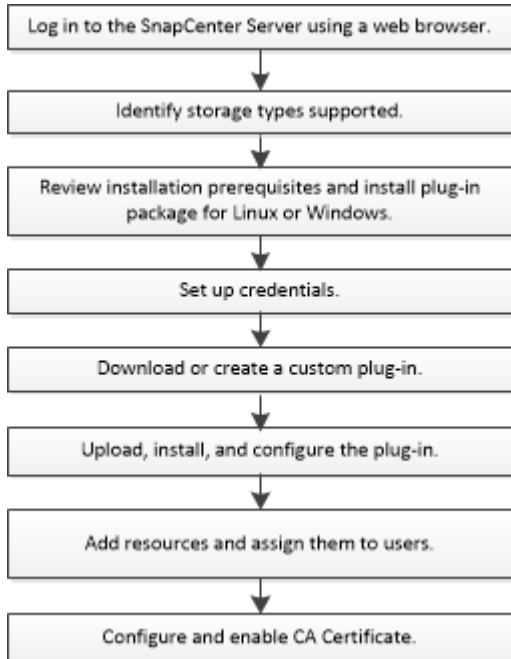 Log in to the SnapCenter Server using a web browser.
Identify storage types supported.
Review installation prerequisites and install plug-in
package for Linux or Windows.
Set up credentials.
Download or create a custom plug-in.
Upload, install, and configure the plug-in.
Add resources and assign them to users.
Configure and enable CA Certificate.